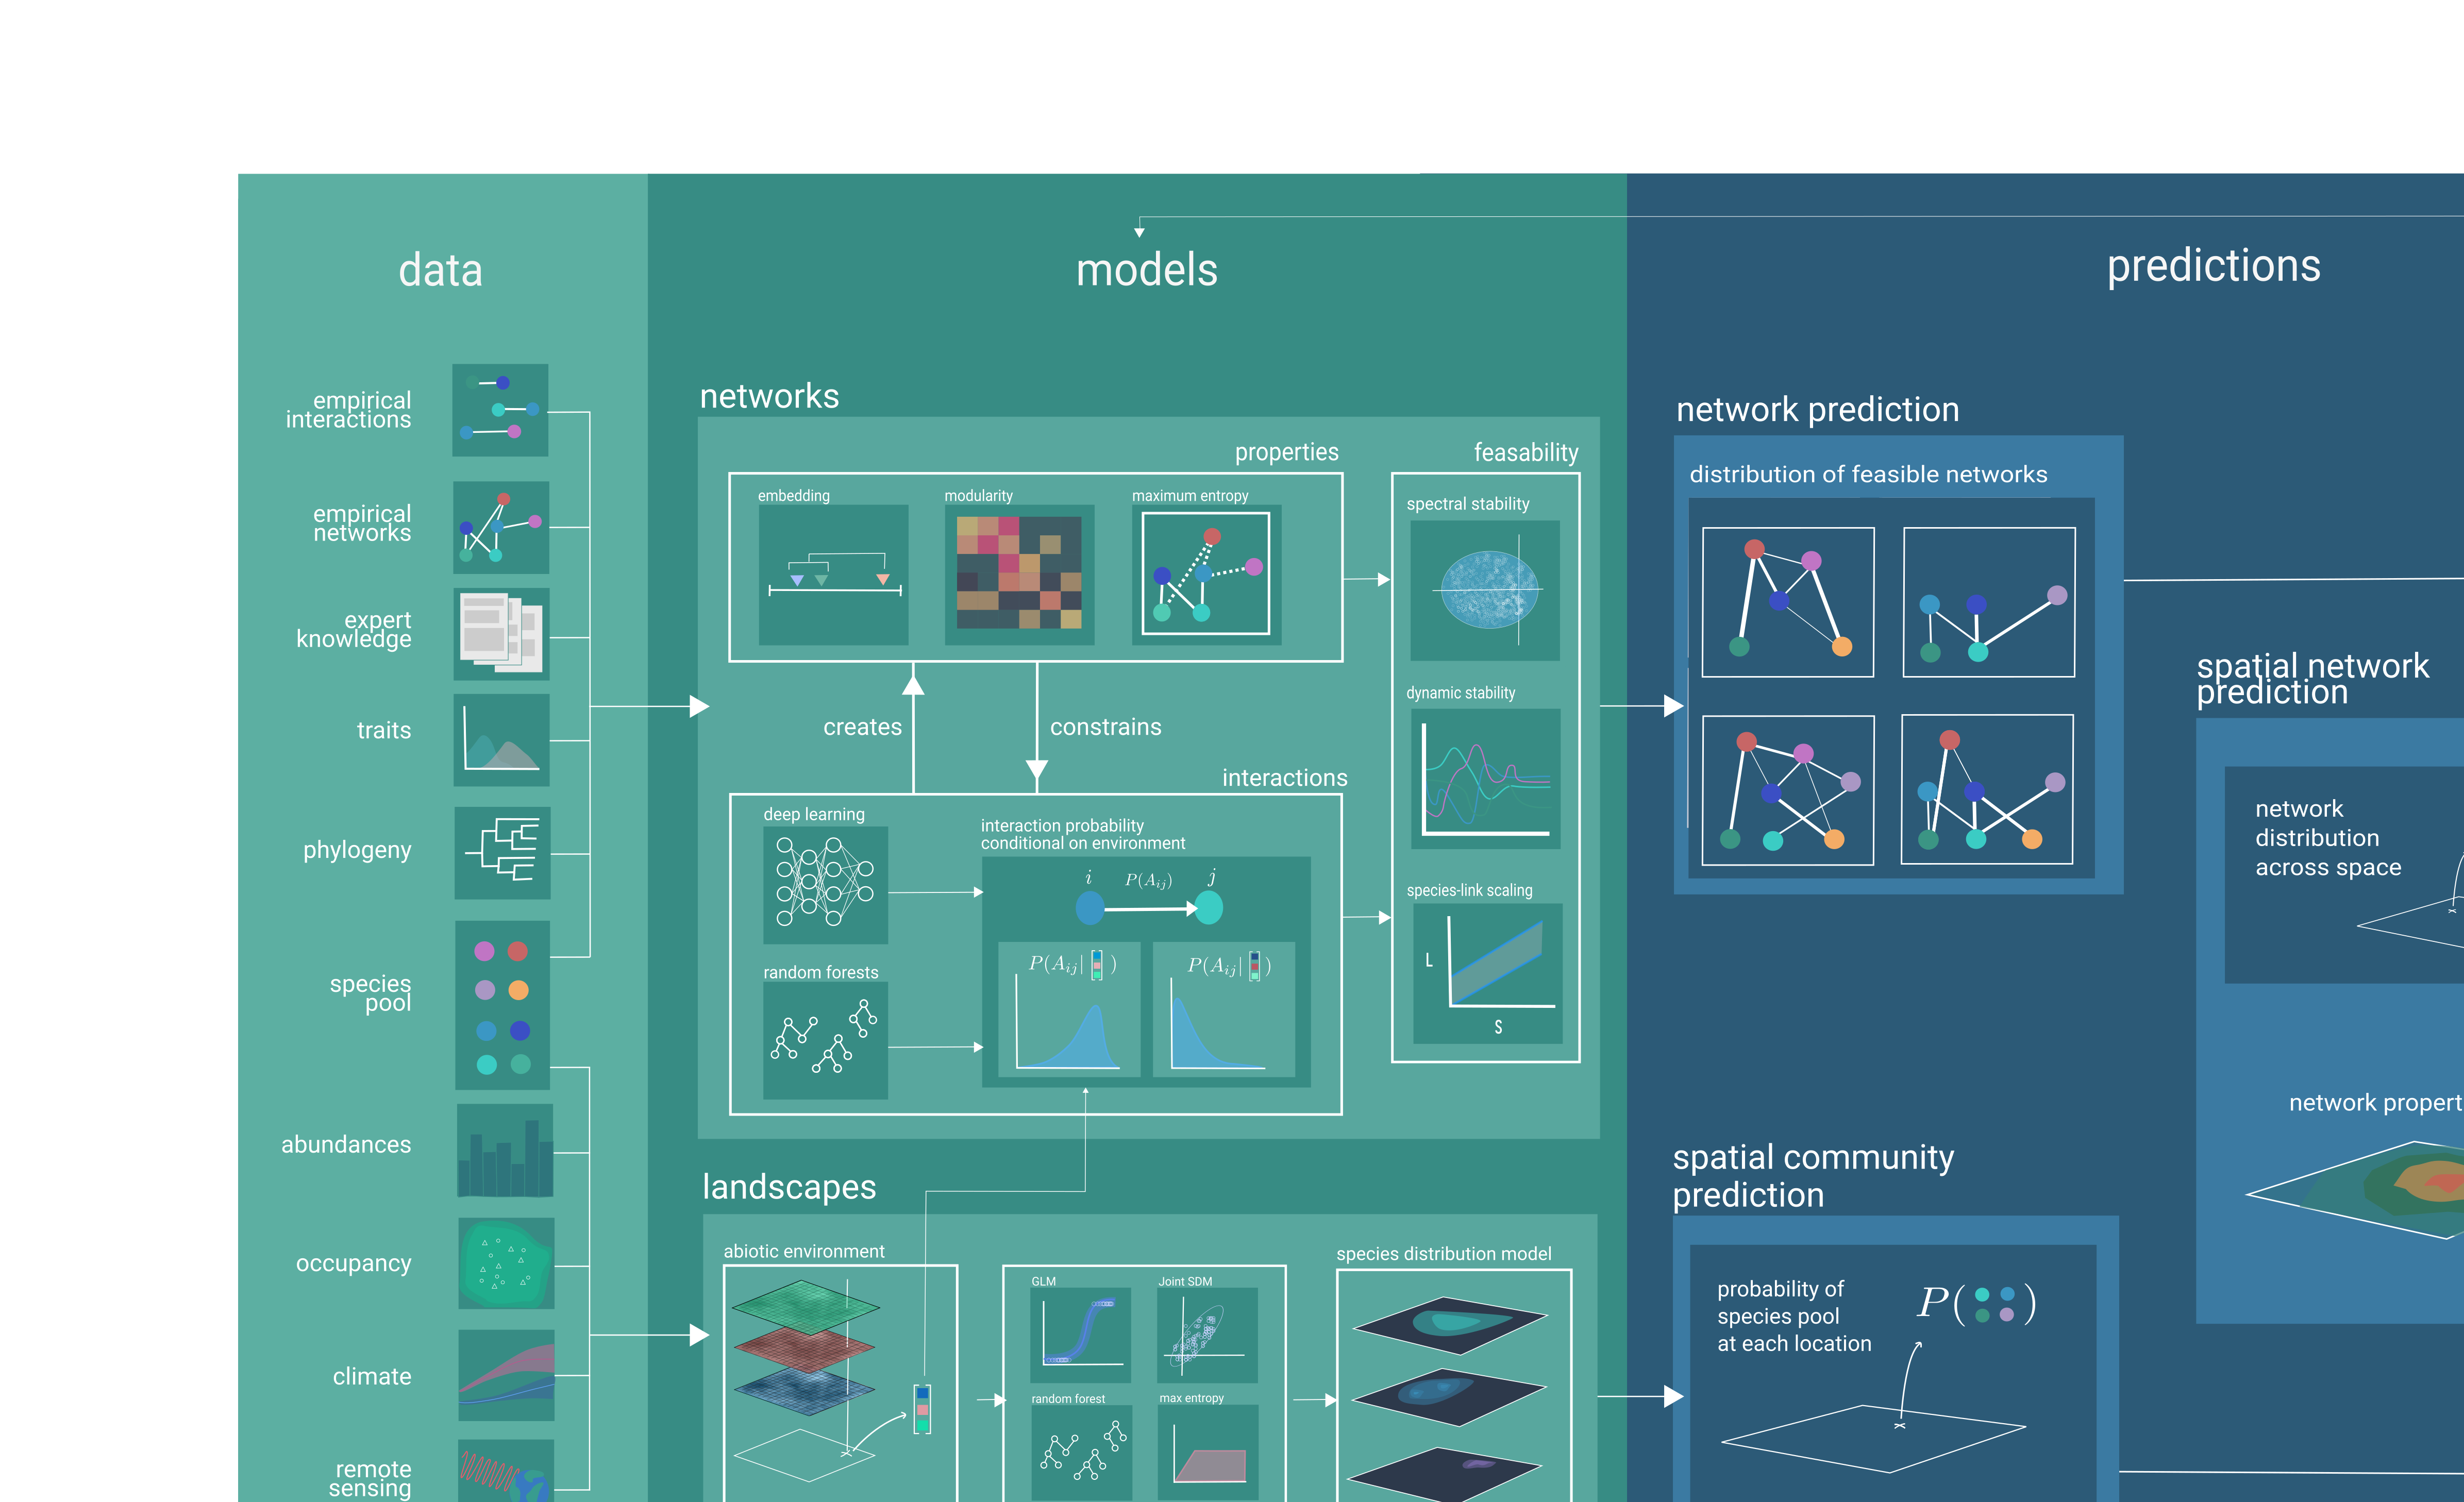 data
models
predictions
empirical
interactions
empirical
networks
expert
knowledge
traits
phylogeny
species
pool
abundances
occupancy
climate
remote
sensing
networks
properties
feasability
embedding
modularity
maximum entropy
spectral stability
dynamic stability
species-link scaling
L
S
creates
constrains
interactions
deep learning
random forests
interaction probability
conditional on environment
i
P(A_{ij})
j
P(A_{ij}|[ ])
P(A_{ij}|[ ])
landscapes
abiotic environment
GLM
Joint SDM
random forest
max entropy
species distribution model
network prediction
distribution of feasible networks
spatial network
prediction
network
distribution
across space
network propert
spatial community
prediction
probability of
species pool
at each location
P( )